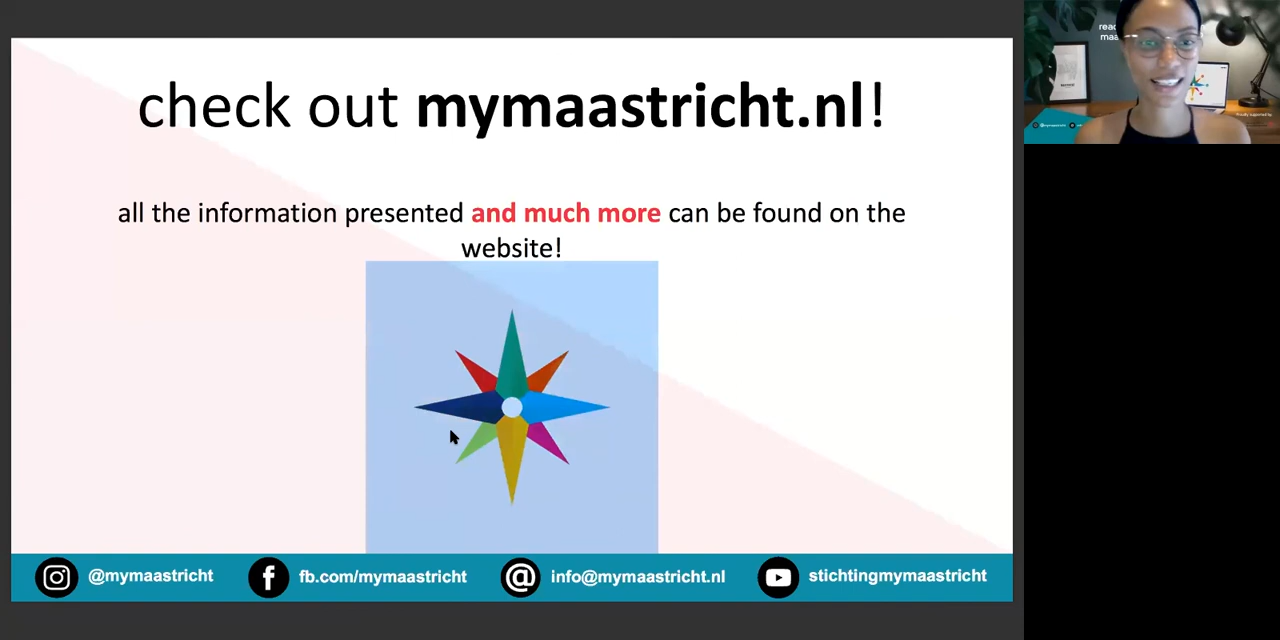 check out mymaastricht.nl!
all the information presented and much more can be found on the
website!
@mymaastricht
fb.com/mymaastricht
info@mymaastricht.nl
stichtingmymaastricht